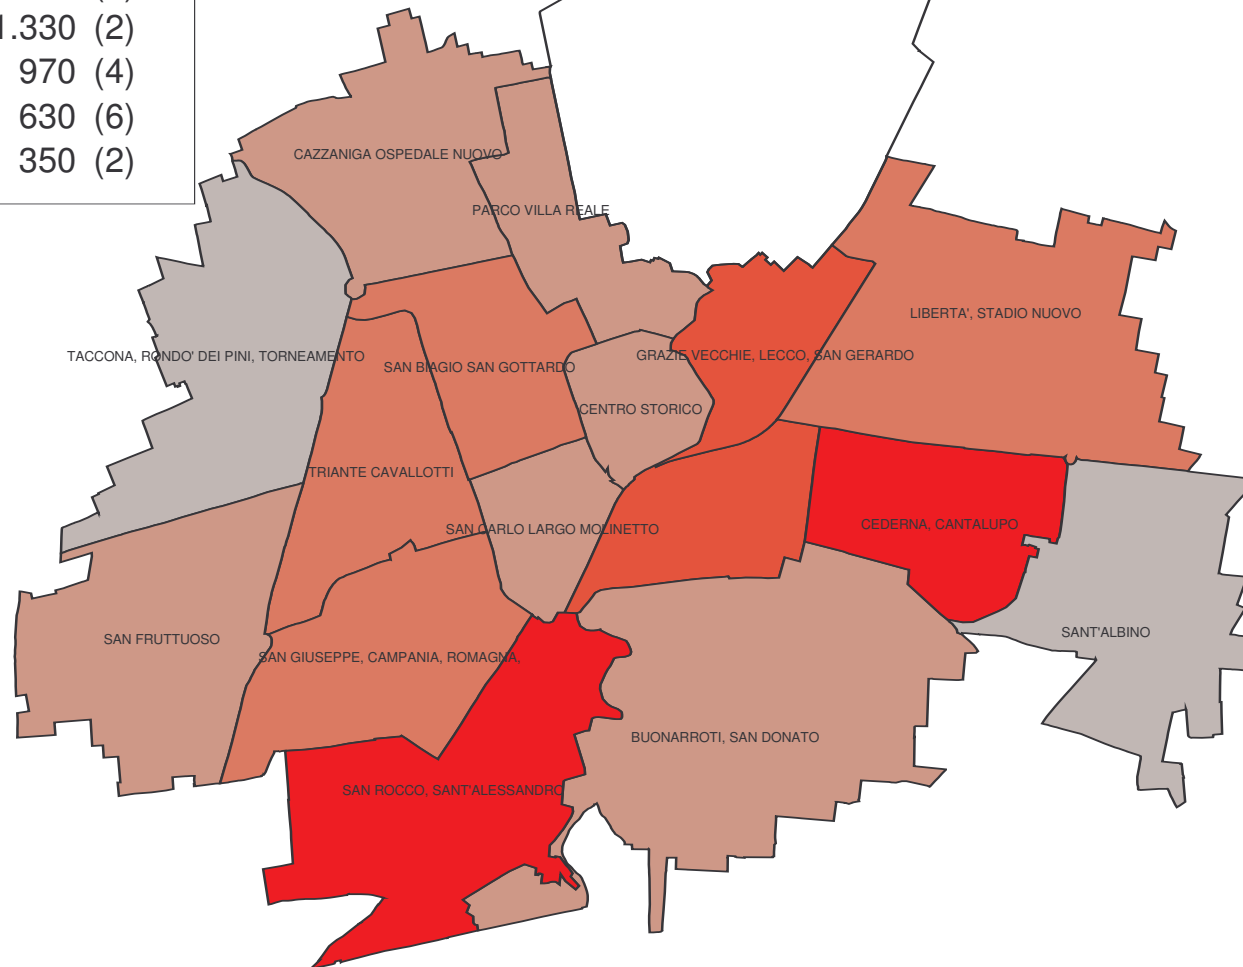 1.330 (2)
970 (4)
630 (6)
350 (2)
CAZZANIGA OSPEDALE NUOVO
PARCO VILLA REALE
LIBERTA', STADIO NUOVO
TACCONA, RONDO' DEI PINI, TORNEAMENTO
GRAZIE VECCHIE, LECCO, SAN GERARDO
SAN BIAGIO SAN GOTTARDO
CENTRO STORICO
TRIANTE CAVALLOTTI
SAN CARLO LARGO MOLINETTO
CEDERNA, CANTALUPO
SANT'ALBINO
SAN FRUTTUOSO
SAN GIUSEPPE, CAMPANIA, ROMAGNA,
BUONARROTI, SAN DONATO
SAN ROCCO, SANT'ALESSANDRO